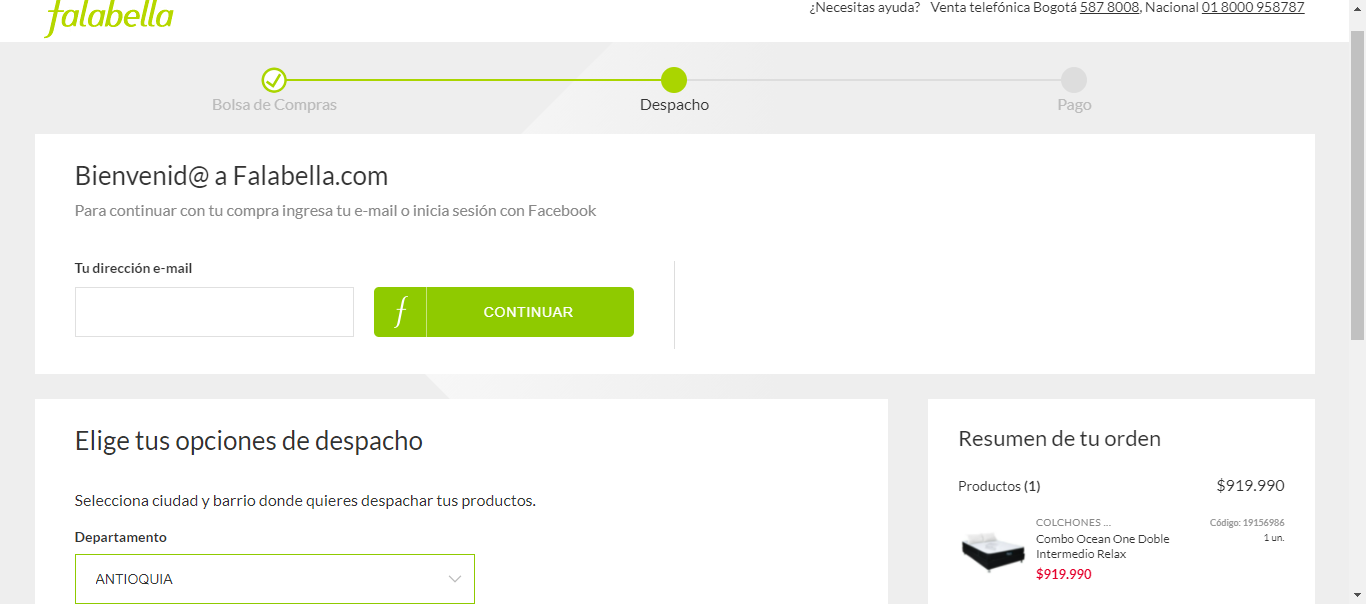 falabella
¿Necesitas ayuda? Venta telefónica Bogotá 587 8008, Nacional 01 8000 958787
Bolsa de Compras
Despacho
Pago
Bienvenid@ a Falabella.com
Para continuar con tu compra ingresa tu e-mail o inicia sesión con Facebook
Tu dirección e-mail
f CONTINUAR
Elige tus opciones de despacho
Selecciona ciudad y barrio donde quieres despachar tus productos.
Departamento
ANTIOQUIA
Resumen de tu orden
Productos (1) $919.990
COLCHONES ... Código: 19156986
Combo Ocean One Doble 1 un.
Intermedio Relax
$919.990